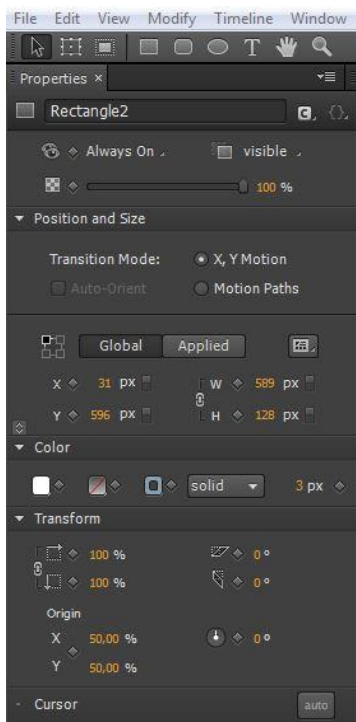 File Edit View Modify Timeline Window
T
Properties ×
Rectangle2 C
Always On visible
100 %
Position and Size
Transition Mode: X, Y Motion
Auto-Orient Motion Paths
Global Applied
X 31 px W 589 px
Y 596 px H 128 px
Color
solid 3 px
Transform
100 % 0 °
100 % 0 °
Origin
X 50,00 % 0 °
Y 50,00 %
Cursor auto